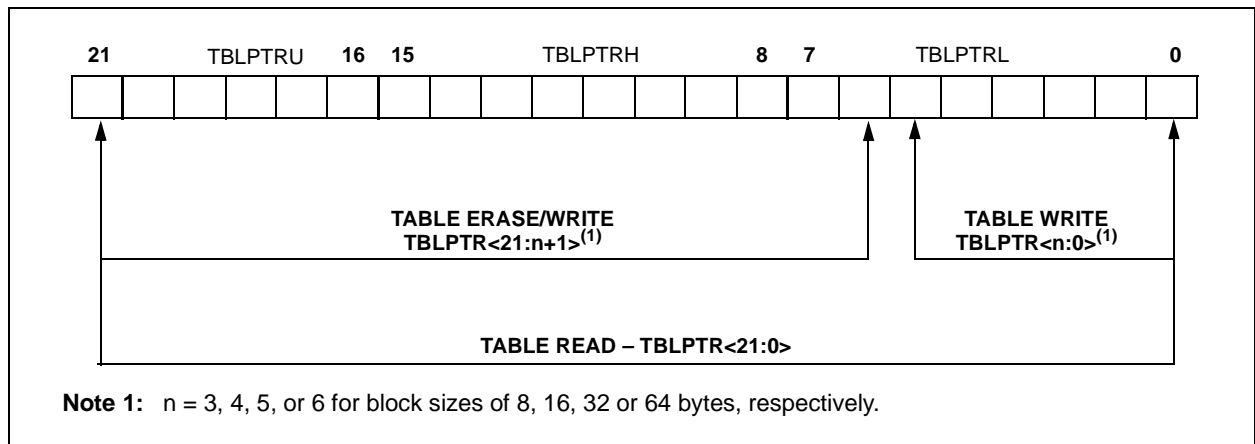 21 TBLPTRU 16 15 TBLPTRH 8 7 TBLPTRL 0
TABLE ERASE/WRITE
TBLPTR<21:n+1>(1)
TABLE WRITE
TBLPTR<n:0>(1)
TABLE READ – TBLPTR<21:0>
Note 1: n = 3, 4, 5, or 6 for block sizes of 8, 16, 32 or 64 bytes, respectively.